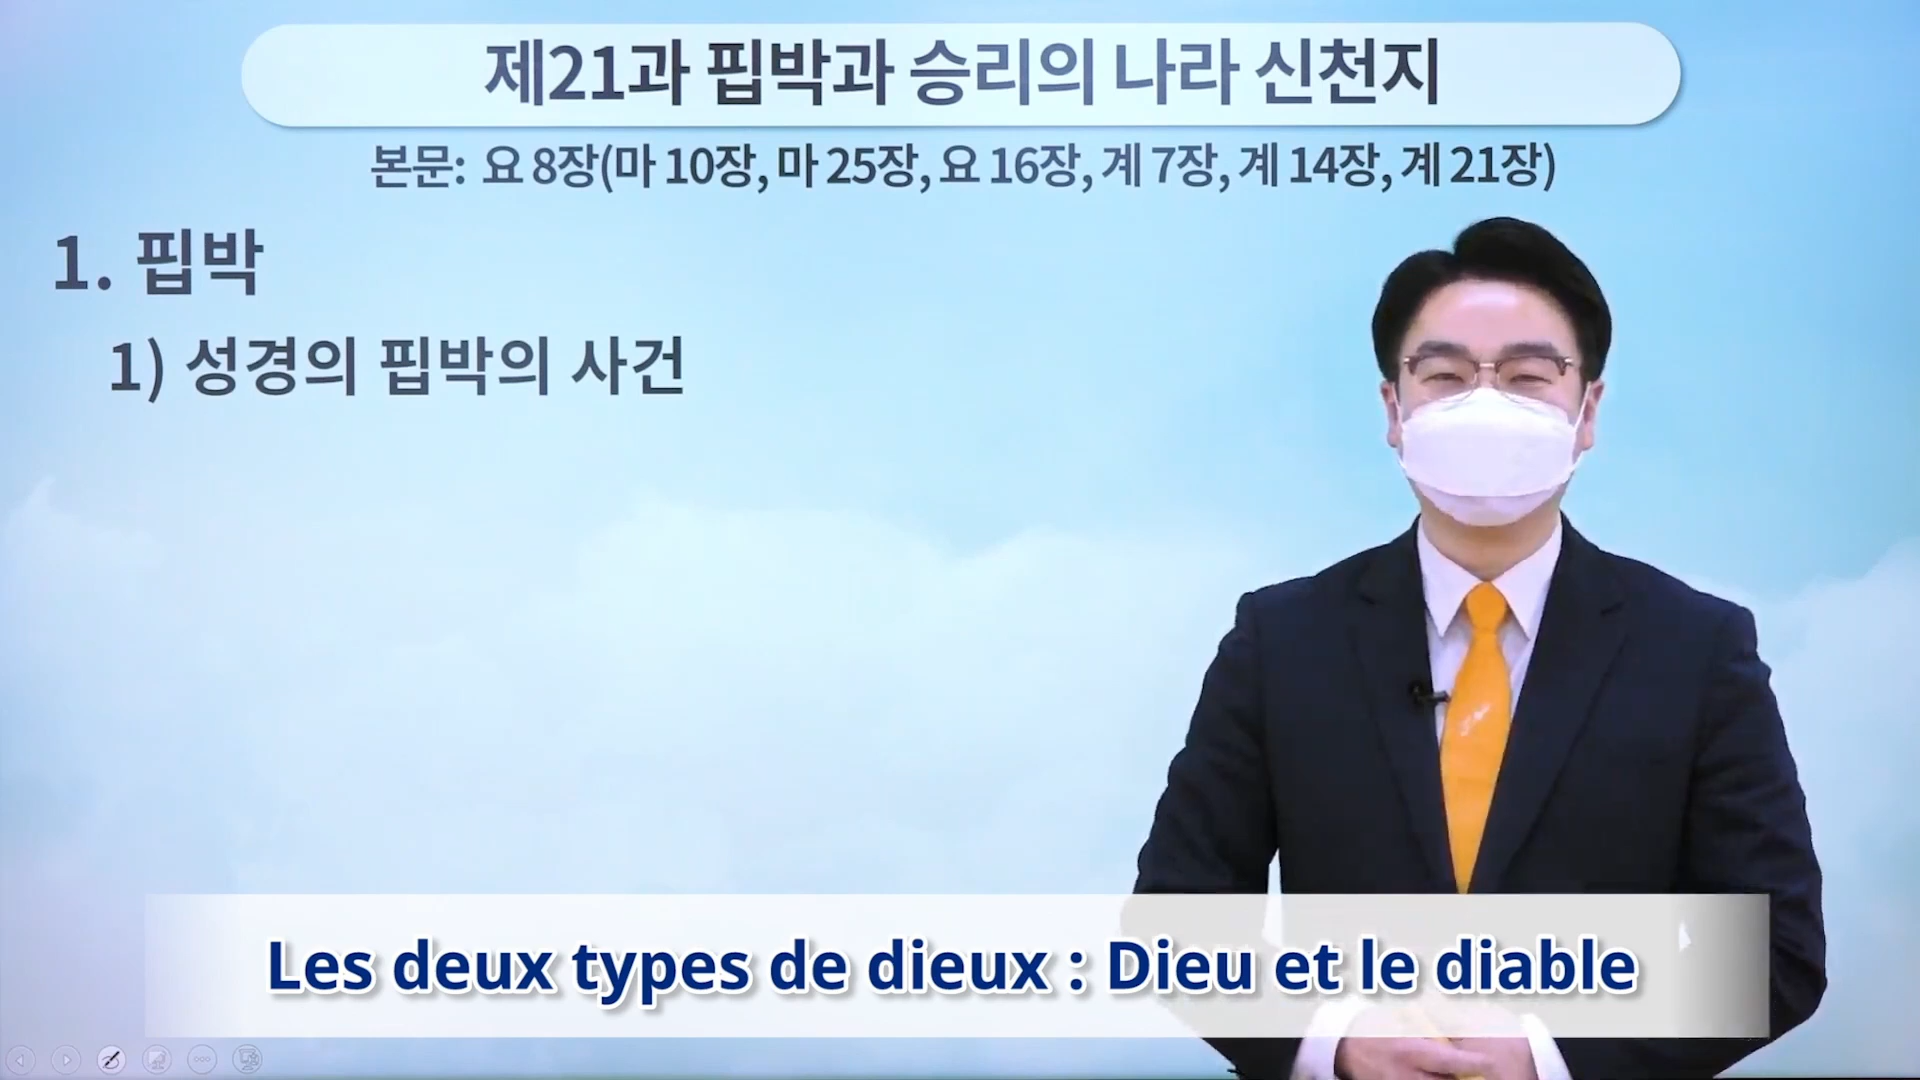 제21과 핍박과 승리의 나라 신천지
본문: 요 8장(마 10장, 마 25장, 요 16장, 계 7장, 계 14장, 계 21장)
1. 핍박
1) 성경의 핍박의 사건
Les deux types de dieux : Dieu et le diable